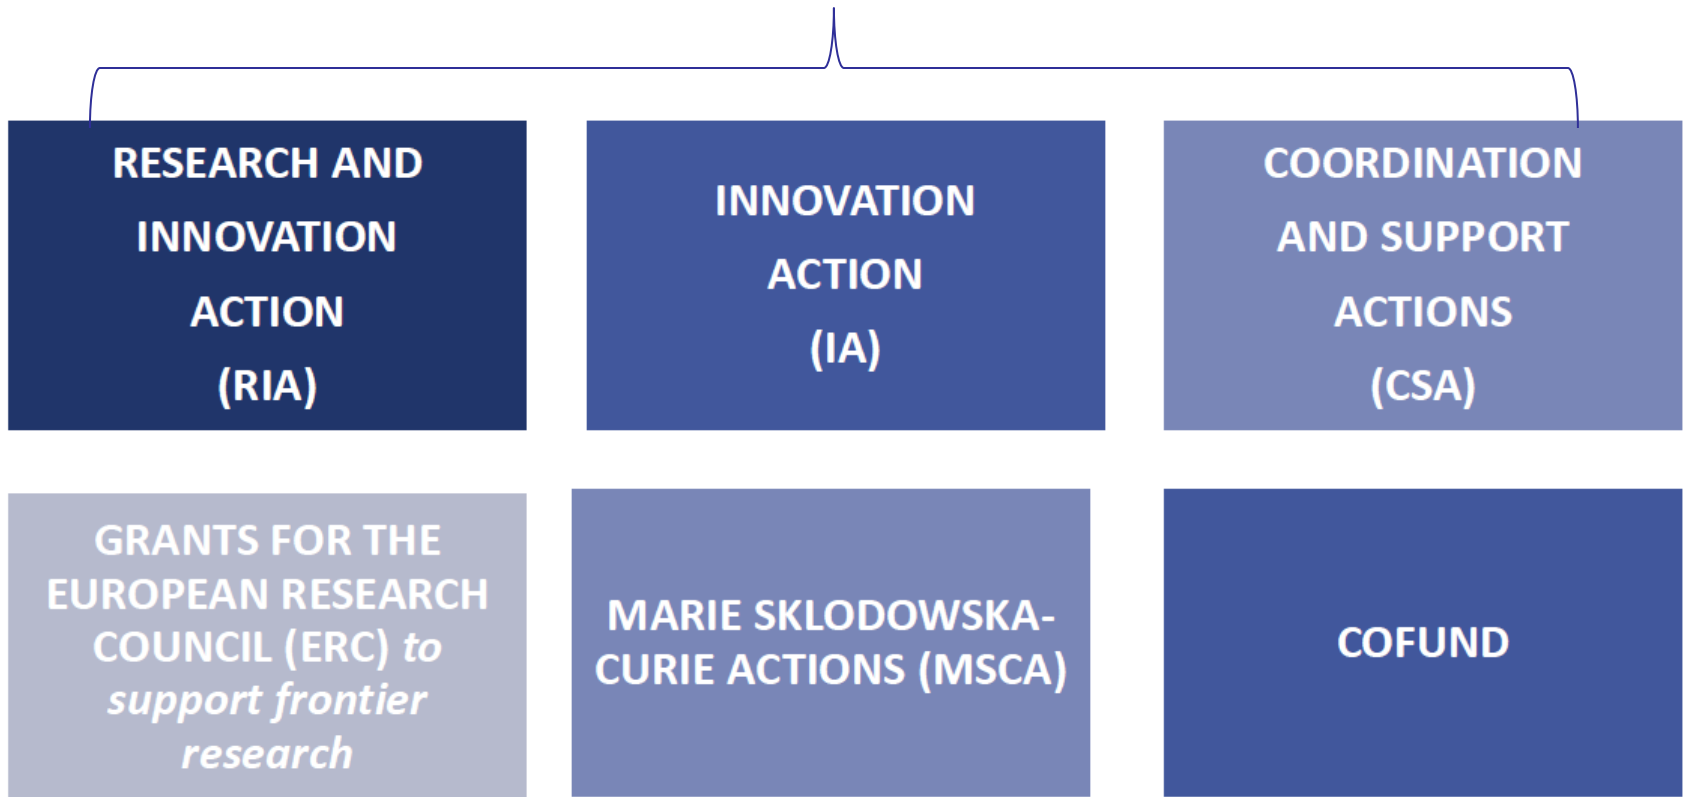 RESEARCH AND
INNOVATION
ACTION
(RIA)
INNOVATION
ACTION
(IA)
COORDINATION
AND SUPPORT
ACTIONS
(CSA)
GRANTS FOR THE
EUROPEAN RESEARCH
COUNCIL (ERC) to
support frontier
research
MARIE SKLODOWSKA-
CURIE ACTIONS (MSCA)
COFUND